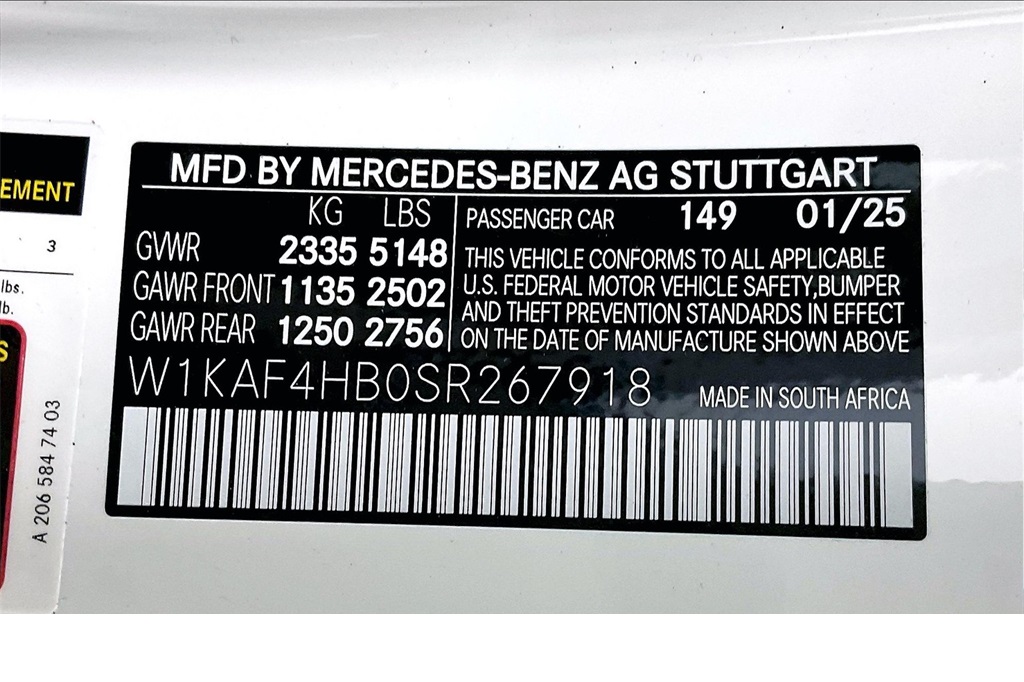 MFD BY MERCEDES-BENZ AG STUTTGART
KG LBS
GVWR 2335 5148
GAWR FRONT 1135 2502
GAWR REAR 1250 2756
PASSENGER CAR 149 01/25
THIS VEHICLE CONFORMS TO ALL APPLICABLE
U.S. FEDERAL MOTOR VEHICLE SAFETY,BUMPER
AND THEFT PREVENTION STANDARDS IN EFFECT
ON THE DATE OF MANUFACTURE SHOWN ABOVE
W1KAF4HB0SR267918 MADE IN SOUTH AFRICA
EMENT
3
lbs.
lb.
S
A 206 584 74 03